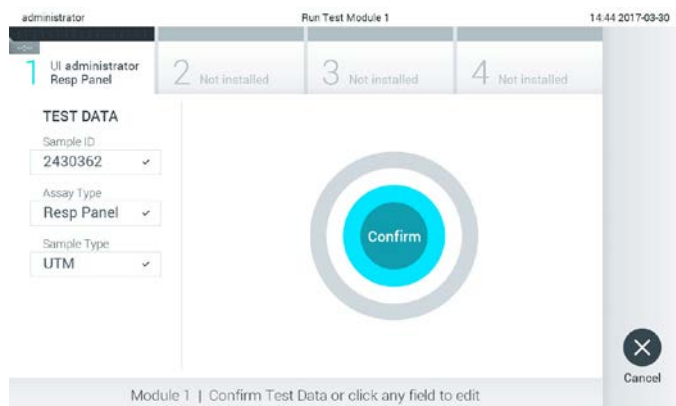 administrator Run Test Module 1 14:44 2017-03-30
1 UI administrator Resp Panel
2 Not installed
3 Not installed
4 Not installed
TEST DATA
Sample ID
2430362
Assay Type
Resp Panel
Sample Type
UTM
Confirm
Cancel
Module 1 | Confirm Test Data or click any field to edit